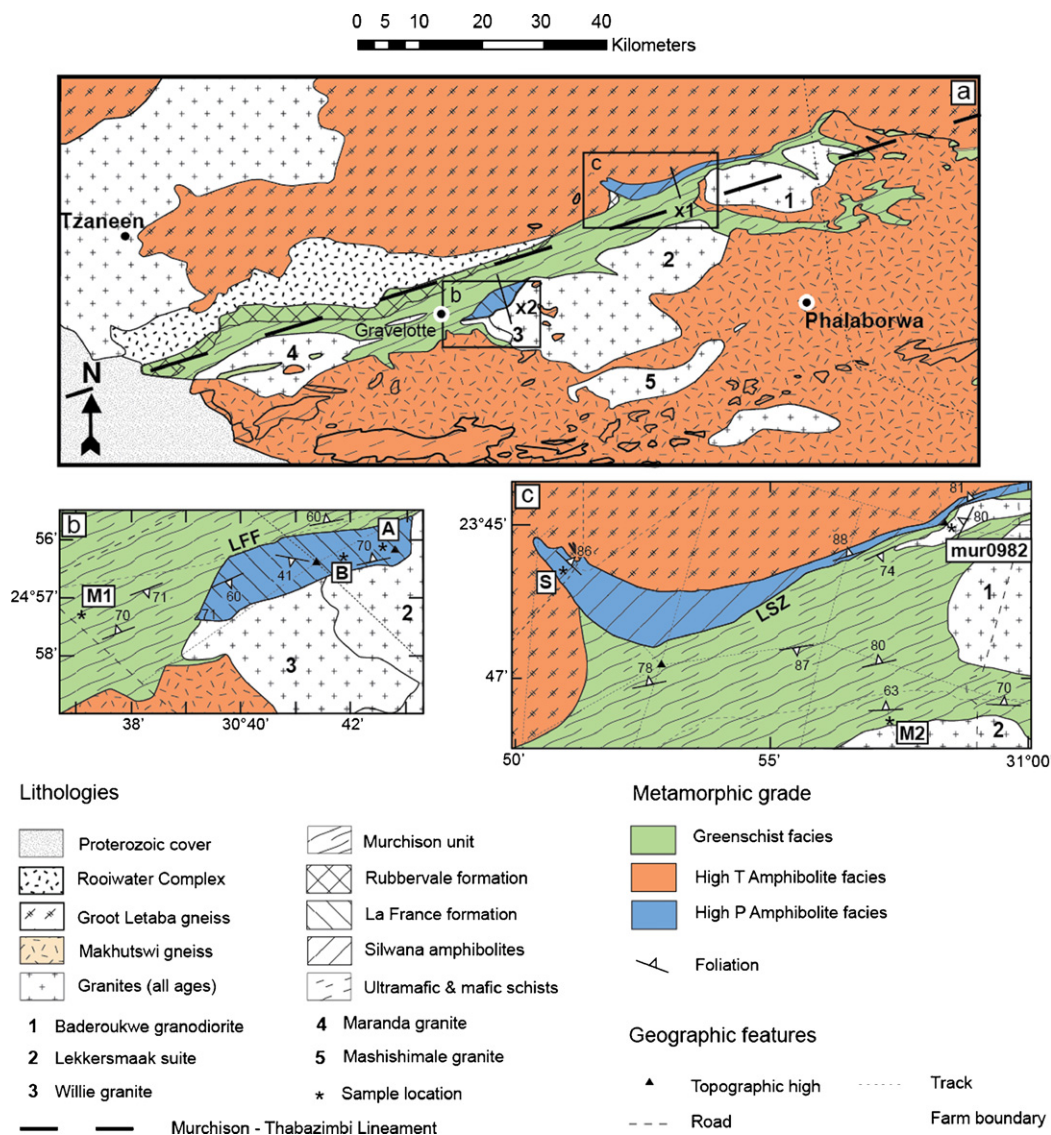 0 5 10 20 30 40
Kilometers
a
c
Tzaneen
x1
1
2
b
Gravelotte
x2
3
Phalaborwa
4
5
N
b
60
A
56'
LFF
70
41
B
24°57
M1
71
60
71
70
2
58'
3
38'
30°40
42'
c
81
23°45'
80
86
88
mur0982
S
74
LSZ
1
80
87
78
47'
63
70
M2
2
50'
55'
31°00
Lithologies
Proterozoic cover
Rooiwater Complex
Groot Letaba gneiss
Makhutswi gneiss
Granites (all ages)
1 Baderoukwe granodiorite
2 Lekkersmaak suite
3 Willie granite
Murchison - Thabazimbi Lineament
Murchison unit
Rubbervale formation
La France formation
Silwana amphibolites
Ultramafic & mafic schists
4 Maranda granite
5 Mashishimale granite
* Sample location
Metamorphic grade
Greenschist facies
High T Amphibolite facies
High P Amphibolite facies
Foliation
Geographic features
Topographic high
Track
Road
Farm boundary